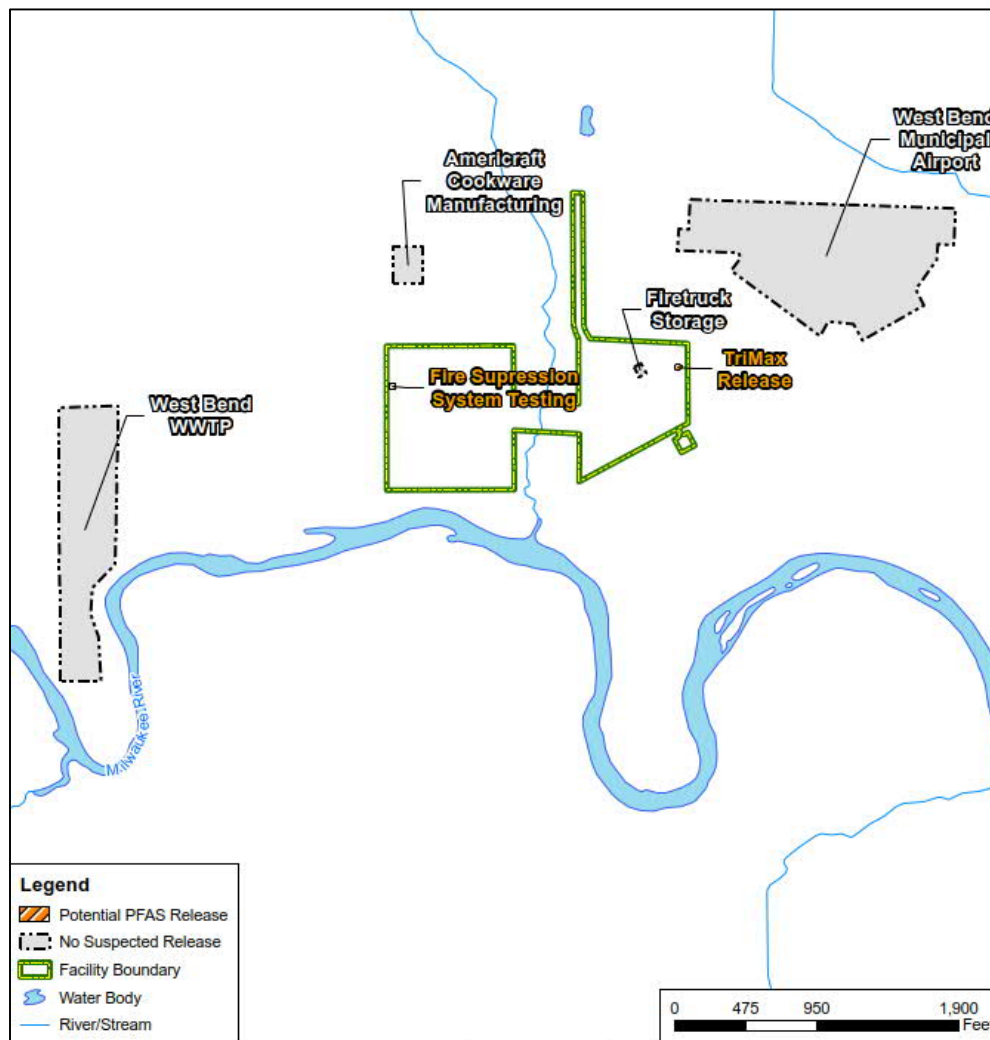 West Bend
Municipal
Airport
Americraft
Cookware
Manufacturing
Firetruck
Storage
TriMax
Release
Fire Supression
System Testing
West Bend
WWTP
Milwaukee River
Legend
Potential PFAS Release
No Suspected Release
Facility Boundary
Water Body
River/Stream
0 475 950 1,900
Feet